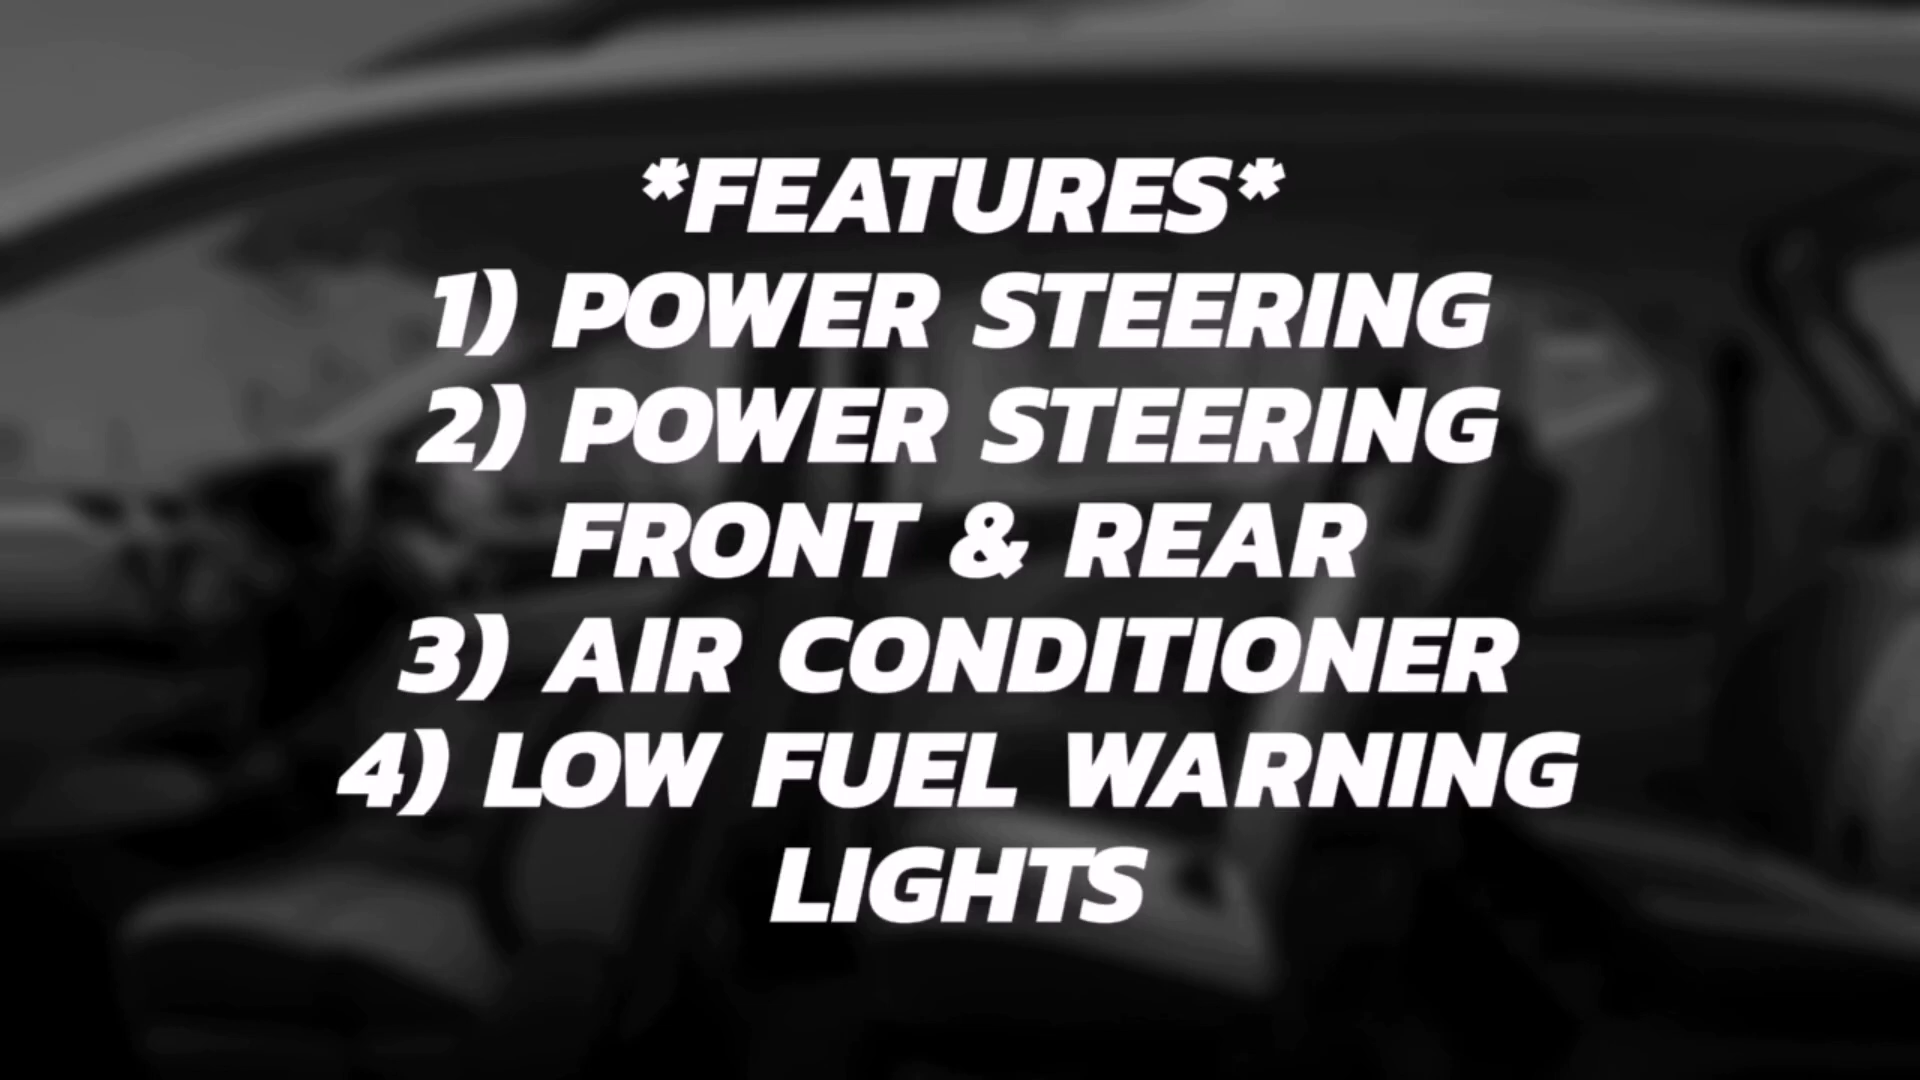 *FEATURES*
1) POWER STEERING
2) POWER STEERING
FRONT & REAR
3) AIR CONDITIONER
4) LOW FUEL WARNING
LIGHTS